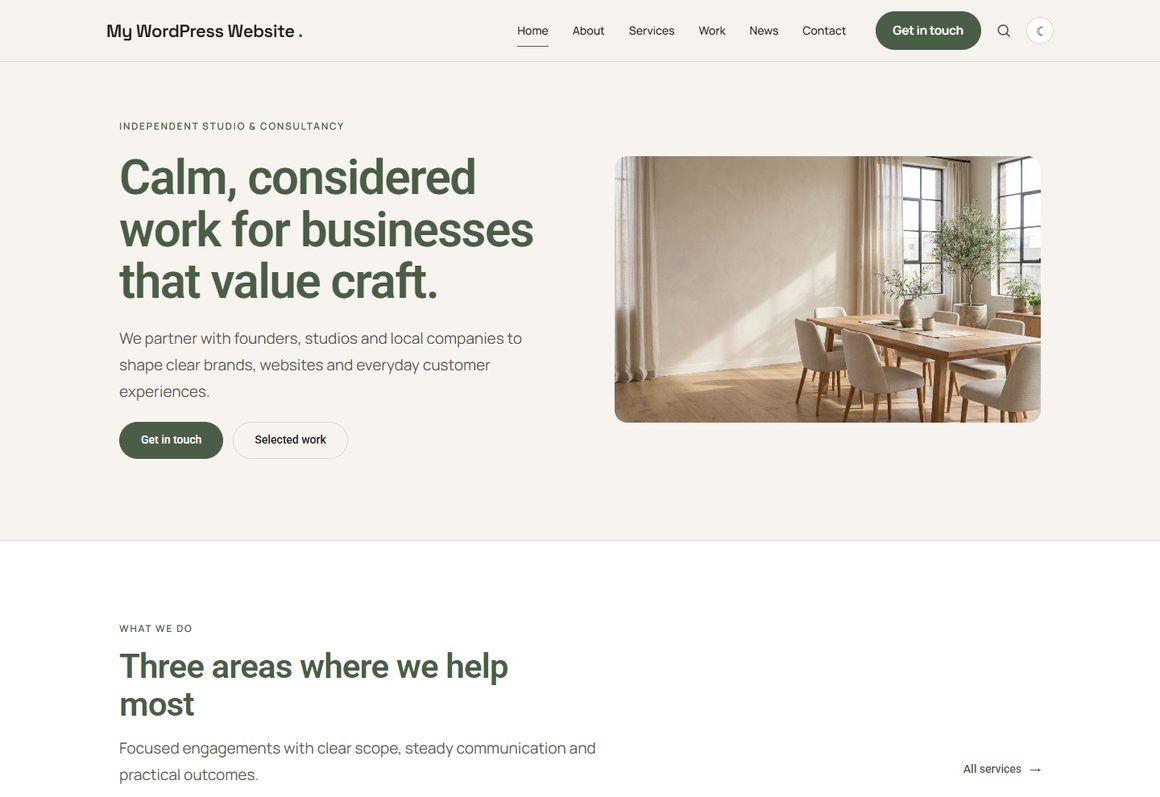 My WordPress Website .
Home About Services Work News Contact Get in touch
INDEPENDENT STUDIO & CONSULTANCY
Calm, considered
work for businesses
that value craft.
We partner with founders, studios and local companies to
shape clear brands, websites and everyday customer
experiences.
Get in touch Selected work
WHAT WE DO
Three areas where we help
most
Focused engagements with clear scope, steady communication and
practical outcomes.
All services →